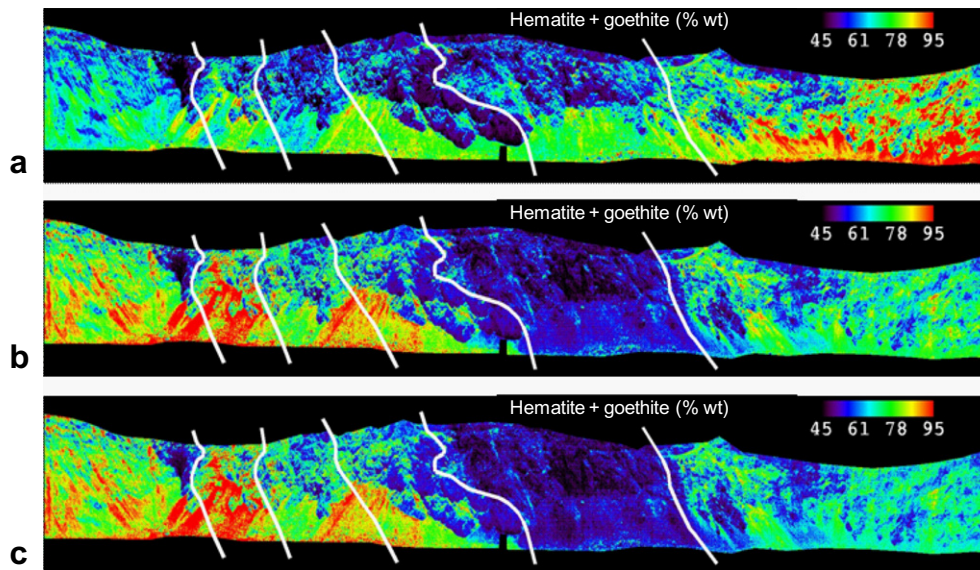 Hematite + goethite (% wt)
45 61 78 95
a
Hematite + goethite (% wt)
45 61 78 95
b
Hematite + goethite (% wt)
45 61 78 95
c